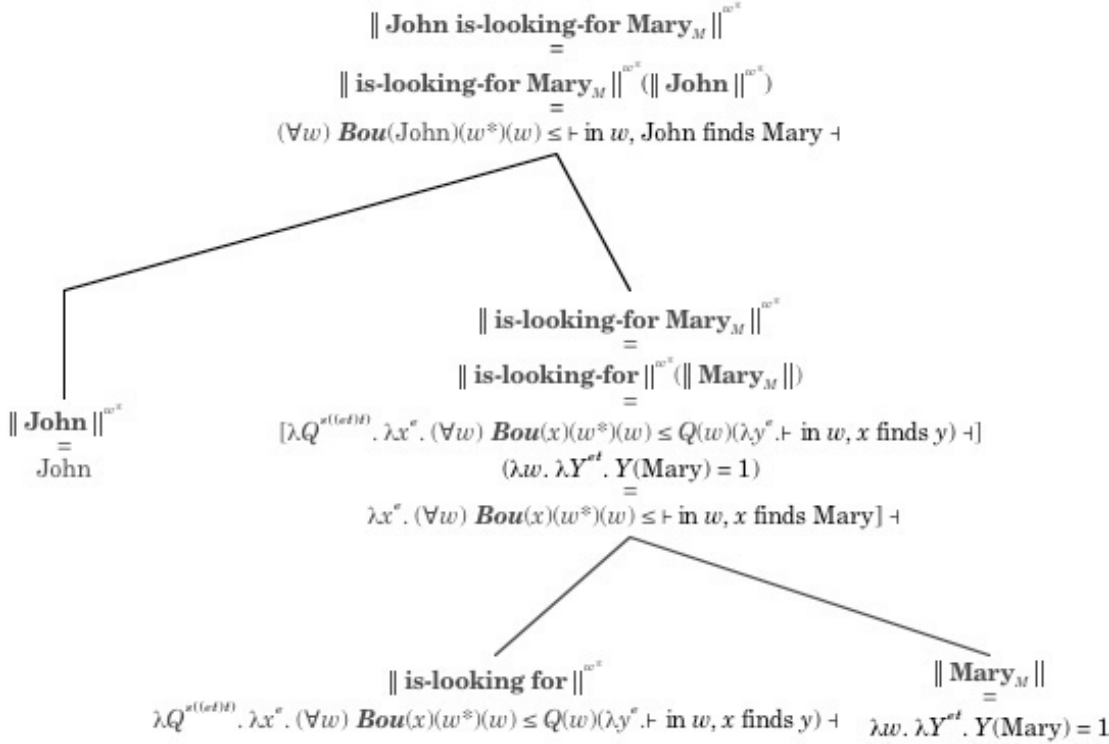 ‖ John is-looking-for Mary_M ‖^w*
=
‖ is-looking-for Mary_M ‖^w* (‖ John ‖^w*)
=
(∀w) Bou(John)(w*)(w) ≤ ⊢ in w, John finds Mary ⊣
‖ John ‖^w*
=
John
‖ is-looking-for Mary_M ‖^w*
=
‖ is-looking-for ‖^w* (‖ Mary_M ‖)
=
[λQ^s((et)t). λx^e. (∀w) Bou(x)(w*)(w) ≤ Q(w)(λy^e.⊢ in w, x finds y) ⊣]
(λw. λY^et. Y(Mary) = 1)
=
λx^e. (∀w) Bou(x)(w*)(w) ≤ ⊢ in w, x finds Mary] ⊣
‖ is-looking for ‖^w*
=
λQ^s((et)t). λx^e. (∀w) Bou(x)(w*)(w) ≤ Q(w)(λy^e.⊢ in w, x finds y) ⊣
‖ Mary_M ‖
=
λw. λY^et. Y(Mary) = 1